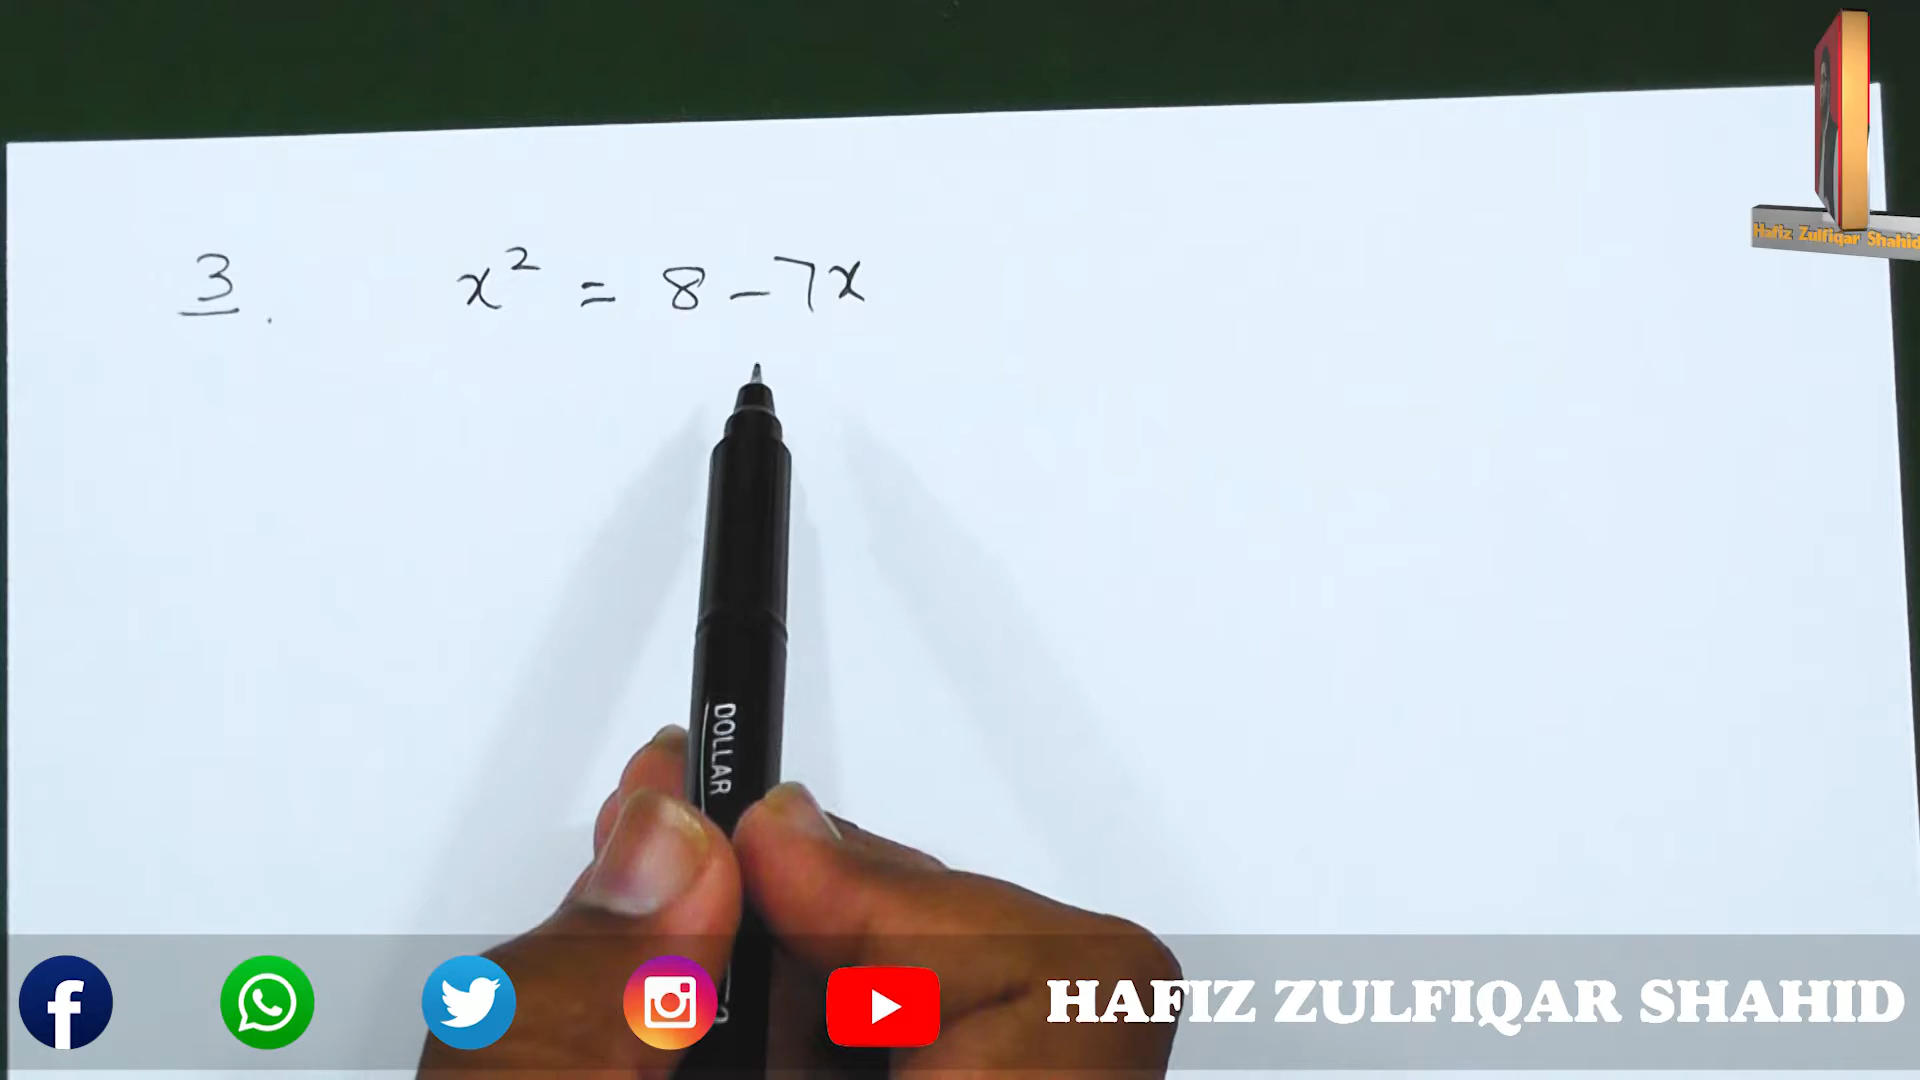 Hafiz Zulfiqar Shahid
3. x² = 8 – 7x
DOLLAR
HAFIZ ZULFIQAR SHAHID